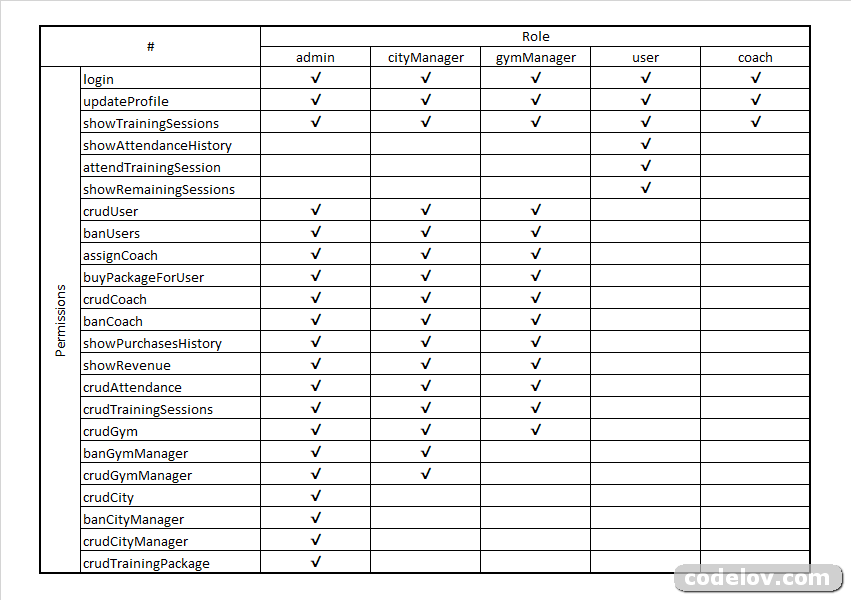 # Role
admin cityManager gymManager user coach
Permissions
login √ √ √ √ √
updateProfile √ √ √ √ √
showTrainingSessions √ √ √ √ √
showAttendanceHistory √
attendTrainingSession √
showRemainingSessions √
crudUser √ √ √
banUsers √ √ √
assignCoach √ √ √
buyPackageForUser √ √ √
crudCoach √ √ √
banCoach √ √ √
showPurchasesHistory √ √ √
showRevenue √ √ √
crudAttendance √ √ √
crudTrainingSessions √ √ √
crudGym √ √ √
banGymManager √ √
crudGymManager √ √
crudCity √
banCityManager √
crudCityManager √
crudTrainingPackage √
codelov.com